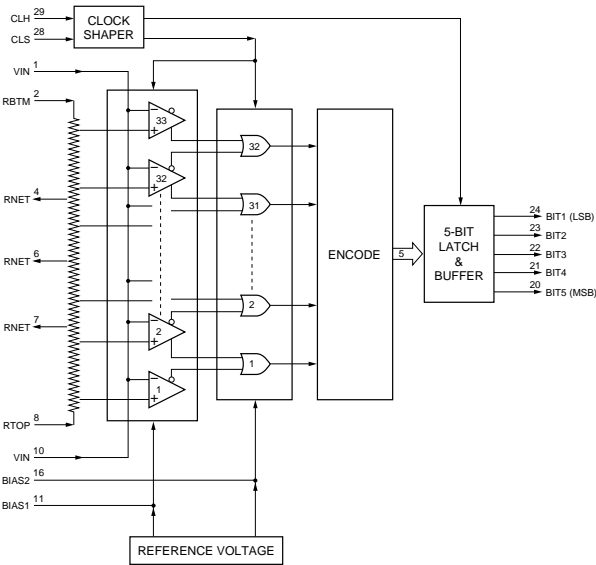 CLH 29
CLS 28
CLOCK
SHAPER
VIN 1
RBTM 2
33
32
RNET 4
32
31
RNET 6
ENCODE
5
5-BIT
LATCH
&
BUFFER
24 BIT1 (LSB)
23 BIT2
22 BIT3
21 BIT4
20 BIT5 (MSB)
RNET 7
2
2
1
1
RTOP 8
VIN 10
BIAS2 16
BIAS1 11
REFERENCE VOLTAGE